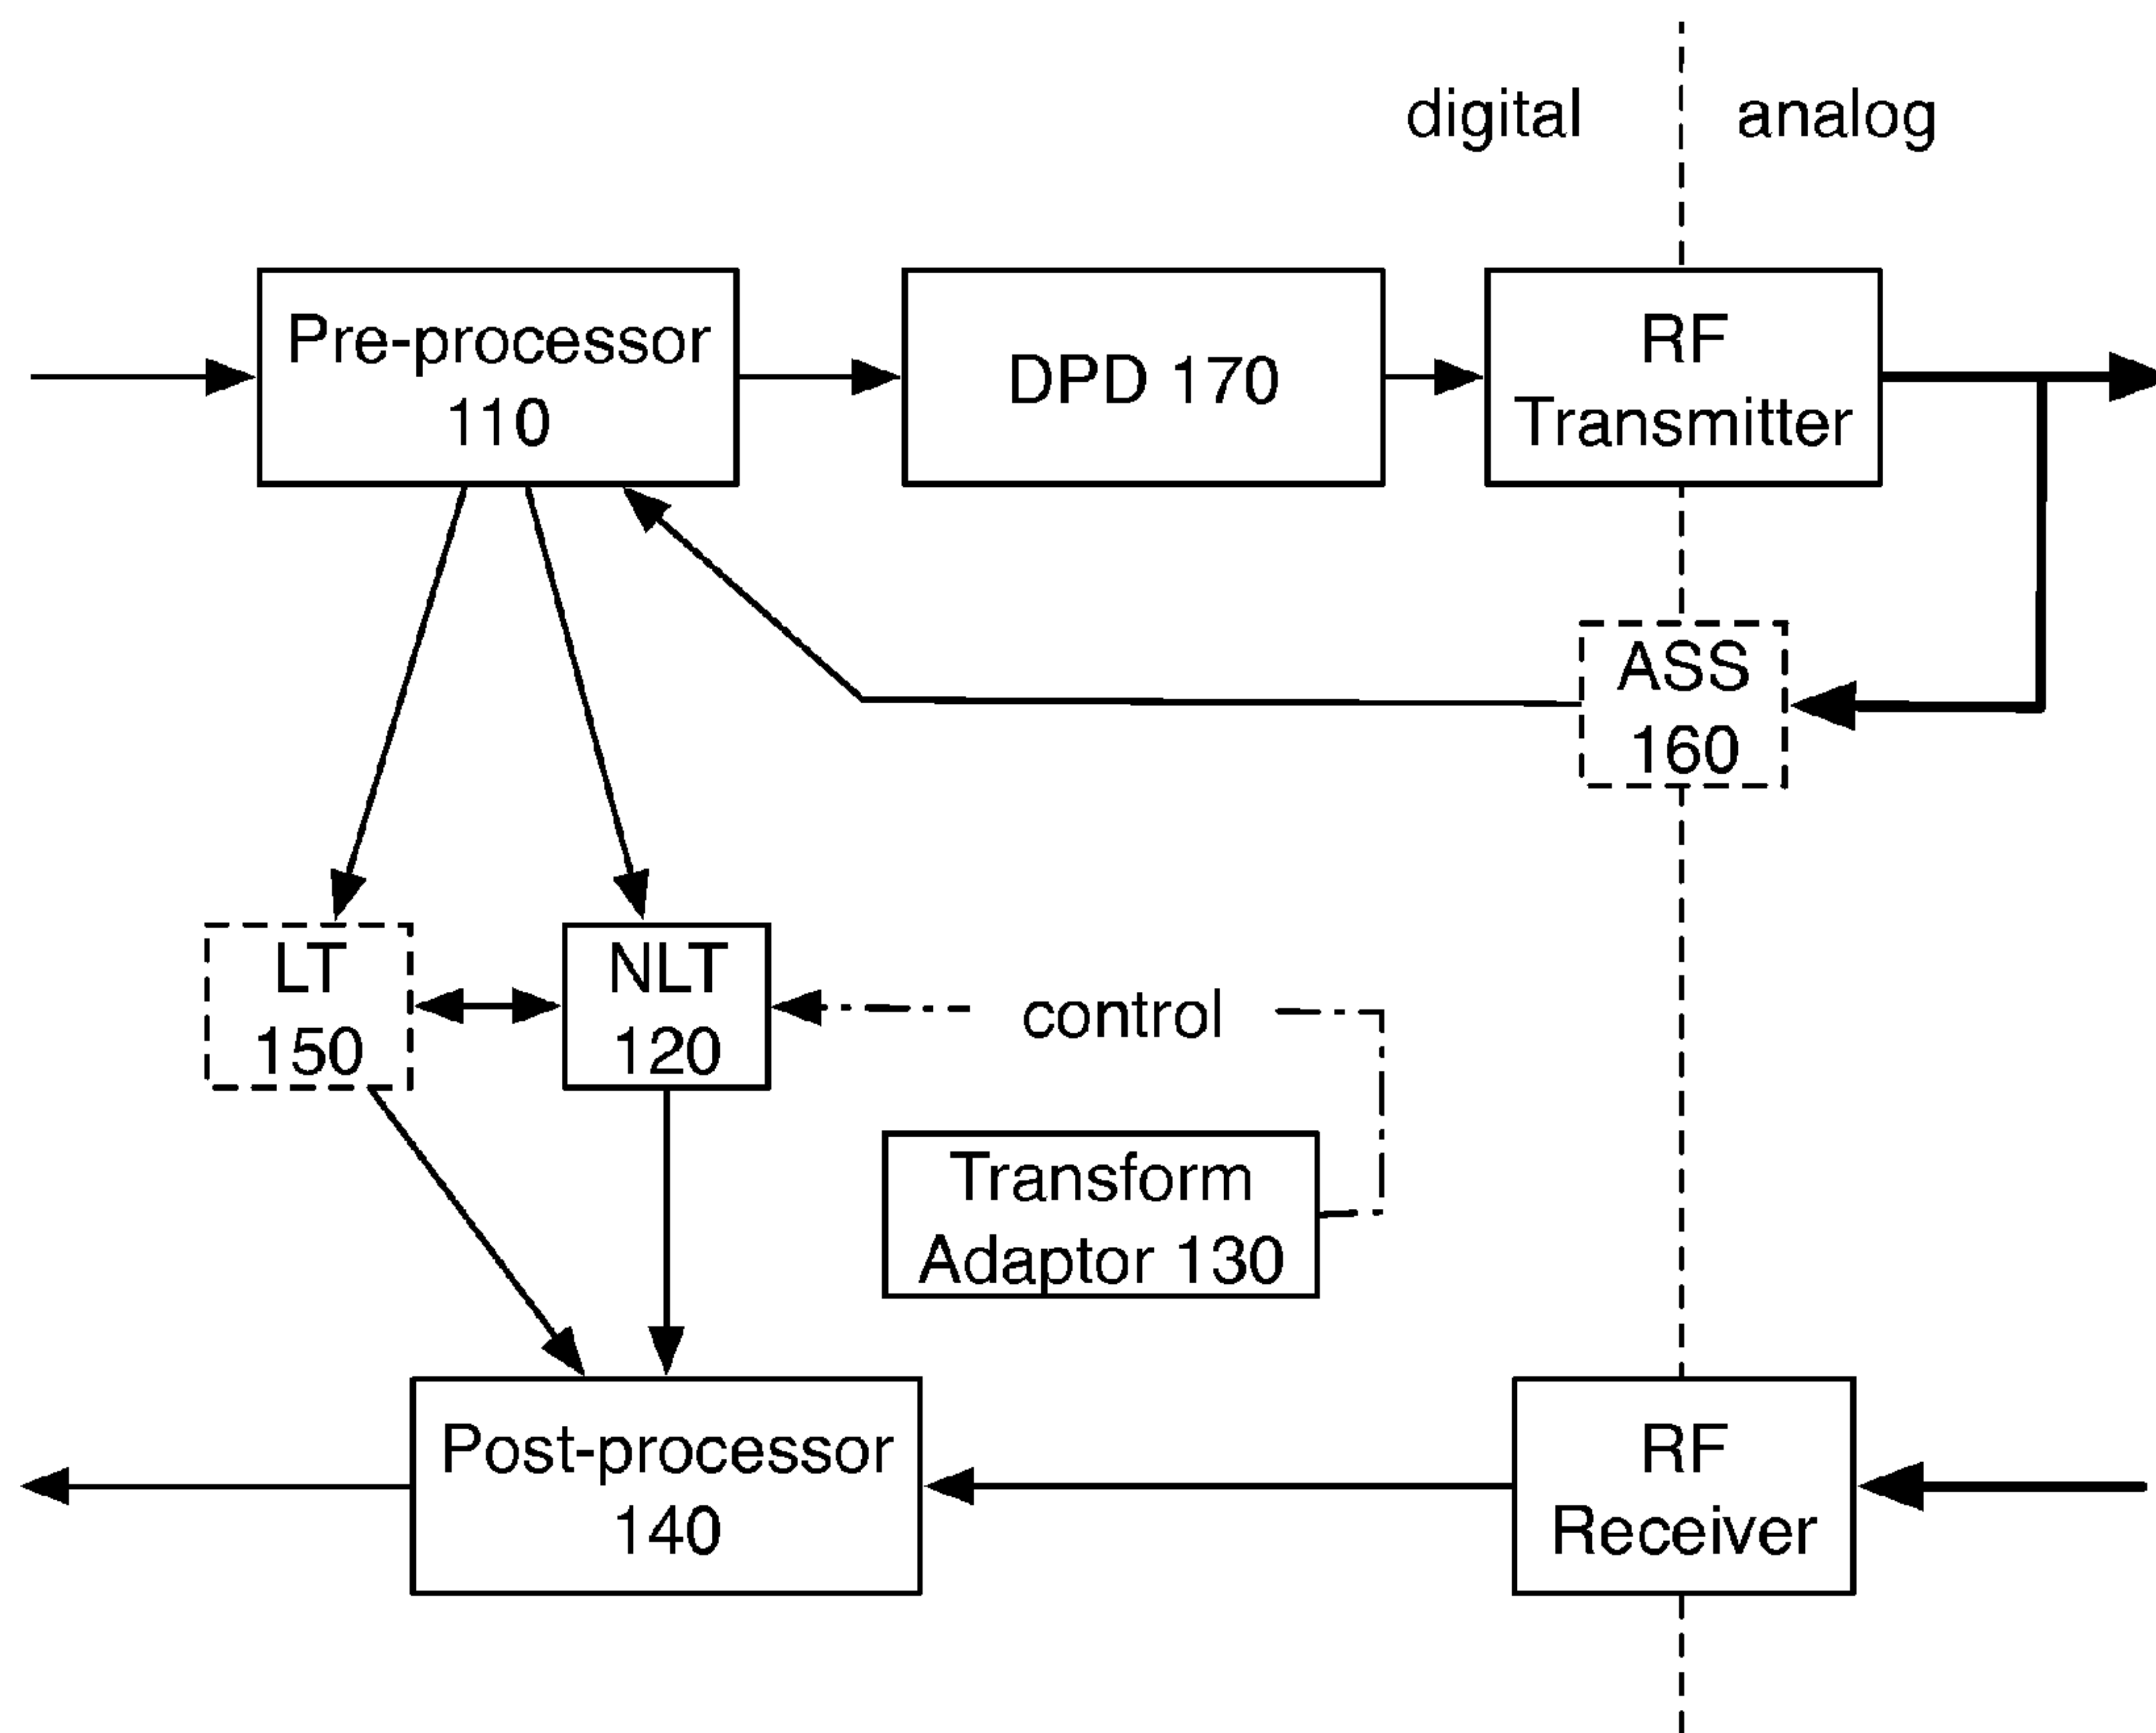 digital
analog
Pre-processor
110
DPD 170
RF
Transmitter
ASS
160
LT
150
NLT
120
control
Transform
Adaptor 130
Post-processor
140
RF
Receiver